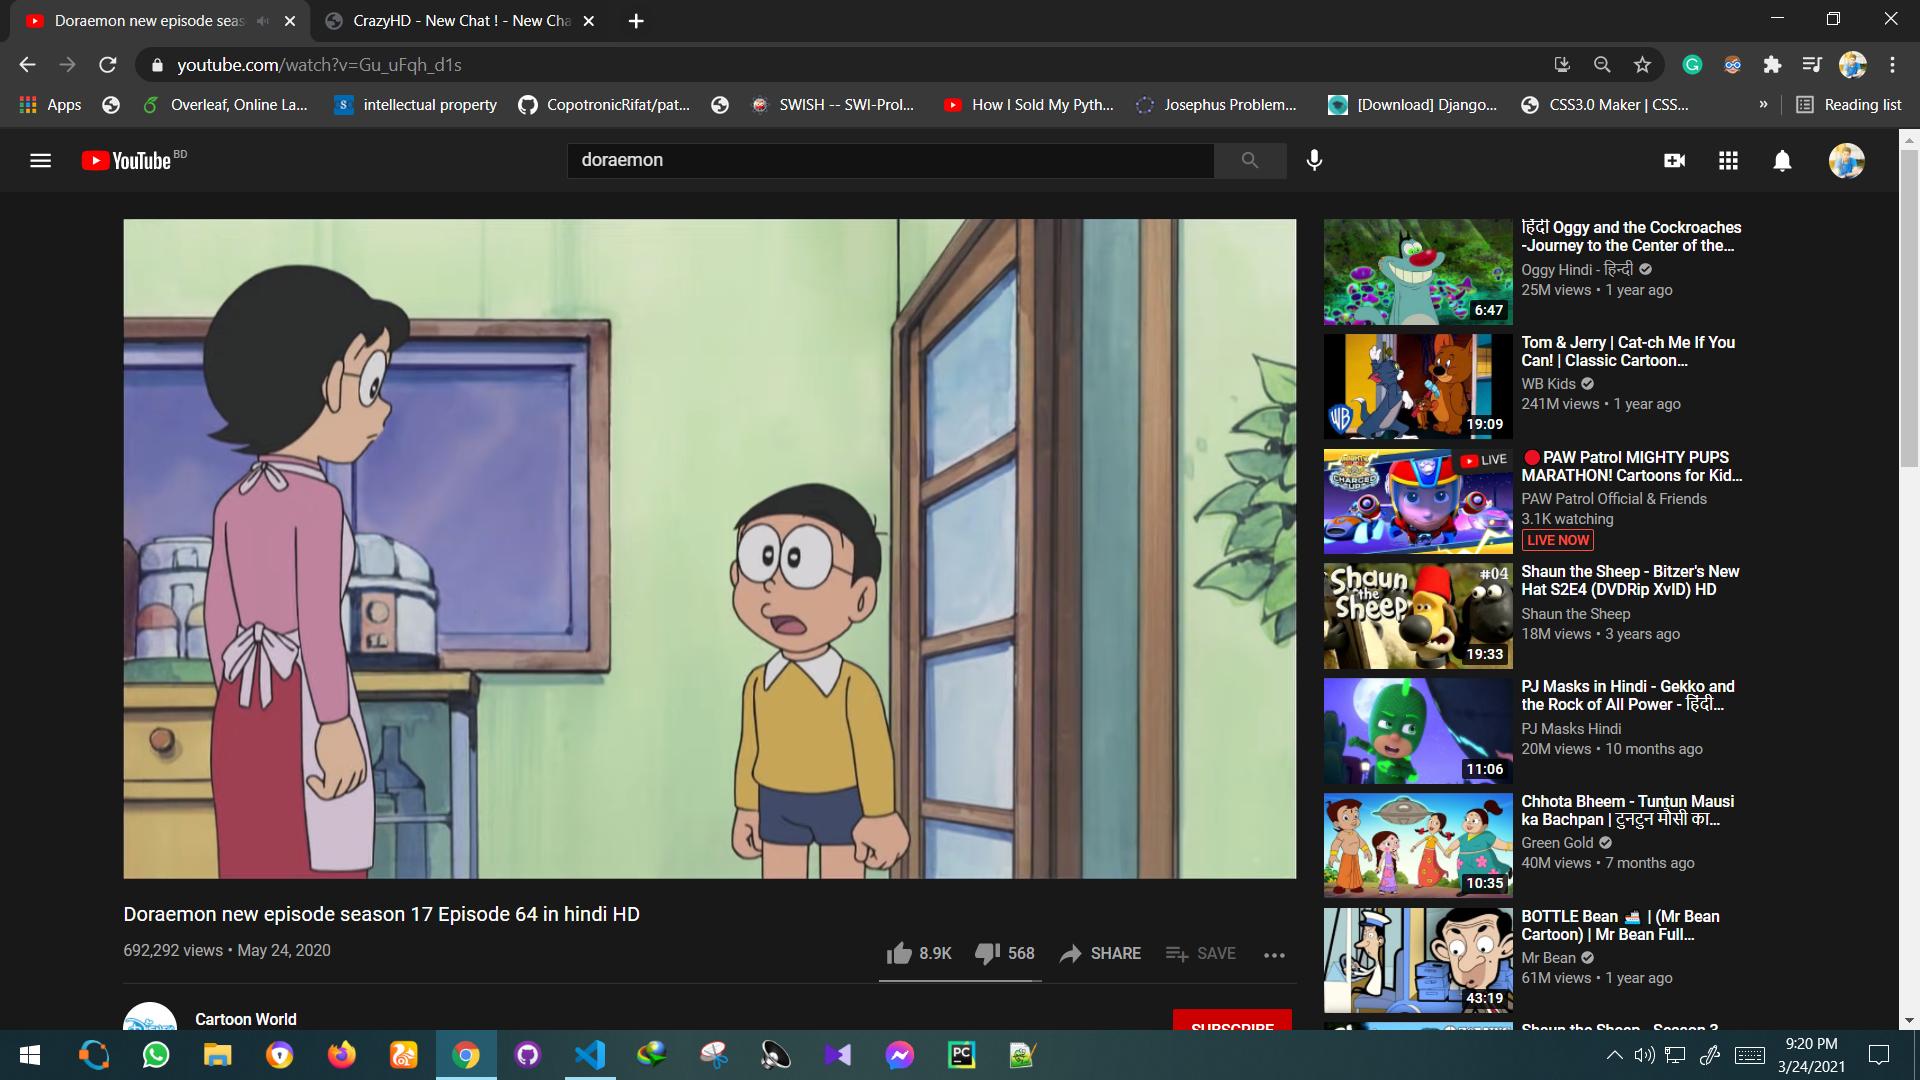 Doraemon new episode seas
CrazyHD - New Chat ! - New Cha
youtube.com/watch?v=Gu_uFqh_d1s
Apps
Overleaf, Online La...
intellectual property
CopotronicRifat/pat...
SWISH -- SWI-Prol...
How I Sold My Pyth...
Josephus Problem...
[Download] Django...
CSS3.0 Maker | CSS...
»
Reading list
YouTube BD
doraemon
हिंदी Oggy and the Cockroaches
-Journey to the Center of the...
Oggy Hindi - हिन्दी
25M views • 1 year ago
6:47
Tom & Jerry | Cat-ch Me If You
Can! | Classic Cartoon...
WB Kids
241M views • 1 year ago
WB
19:09
LIVE
CHARGED UP
PAW Patrol MIGHTY PUPS
MARATHON! Cartoons for Kid...
PAW Patrol Official & Friends
3.1K watching
LIVE NOW
Shaun the Sheep
#04
19:33
Shaun the Sheep - Bitzer's New
Hat S2E4 (DVDRip XvID) HD
Shaun the Sheep
18M views • 3 years ago
PJ Masks in Hindi - Gekko and
the Rock of All Power - हिंदी...
PJ Masks Hindi
20M views • 10 months ago
11:06
Chhota Bheem - Tuntun Mausi
ka Bachpan | टुनटुन मौसी का...
Green Gold
40M views • 7 months ago
10:35
BOTTLE Bean 🚢 | (Mr Bean
Cartoon) | Mr Bean Full...
Mr Bean
61M views • 1 year ago
43:19
Shaun the Sheep - Season 3
Doraemon new episode season 17 Episode 64 in hindi HD
692,292 views • May 24, 2020
8.9K
568
SHARE
SAVE
Cartoon World
SUBSCRIBE
PC
9:20 PM
3/24/2021